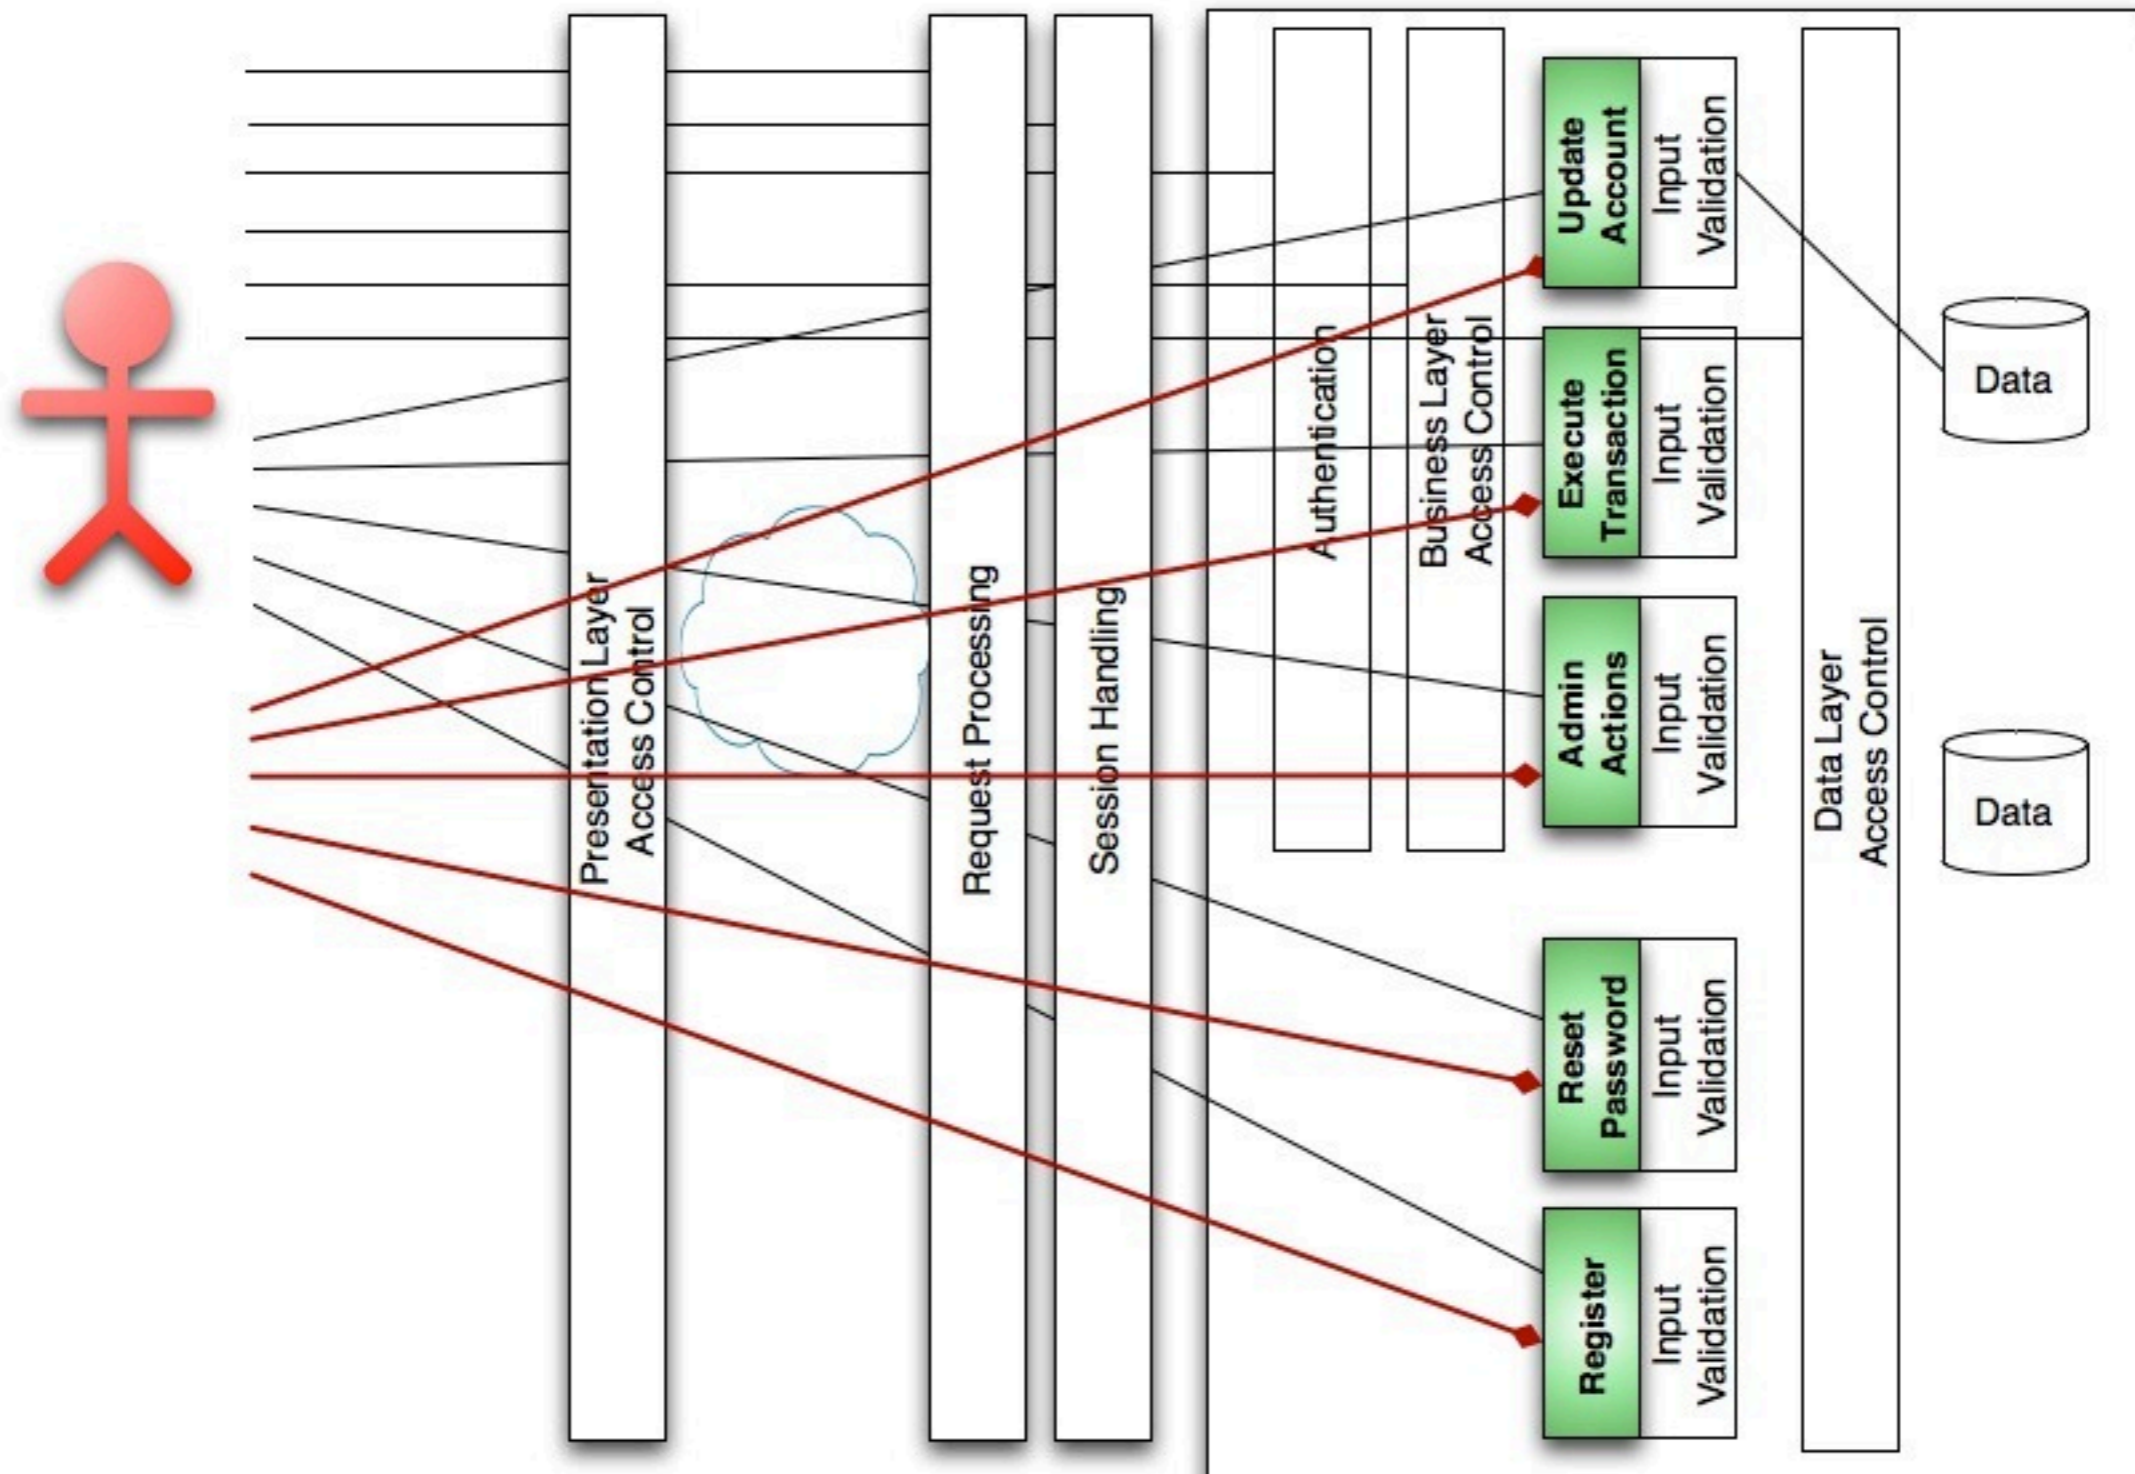 Presentation Layer
Access Control
Request Processing
Session Handling
Authentication
Business Layer
Access Control
Update
Account
Input
Validation
Execute
Transaction
Input
Validation
Admin
Actions
Input
Validation
Reset
Password
Input
Validation
Register
Input
Validation
Data Layer
Access Control
Data
Data